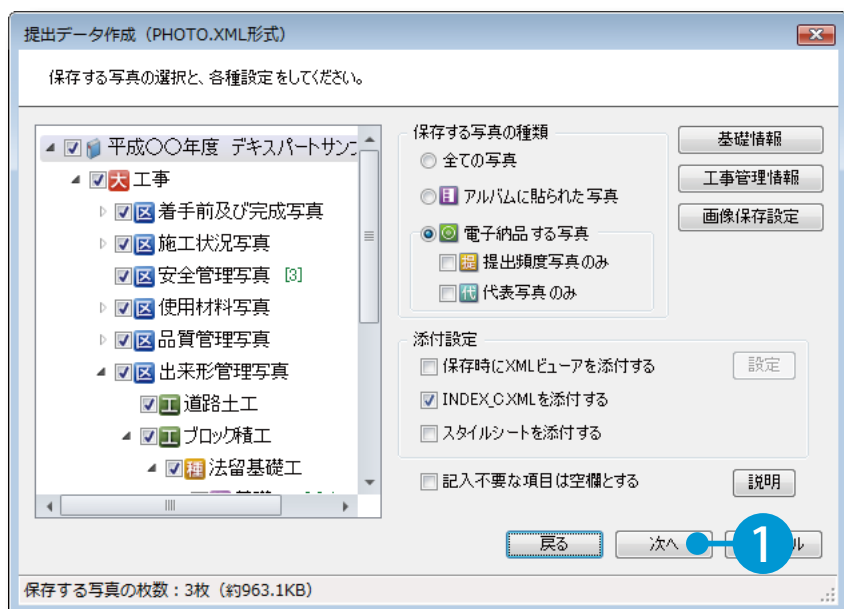 提出データ作成（PHOTO.XML形式）
保存する写真の選択と、各種設定をしてください。
平成〇〇年度 デキスパートサンプ
大 工事
区 着手前及び完成写真
区 施工状況写真
区 安全管理写真 [3]
区 使用材料写真
区 品質管理写真
区 出来形管理写真
工 道路土工
工 ブロック積工
種 法留基礎工
保存する写真の種類
全ての写真
アルバムに貼られた写真
電子納品する写真
提 提出頻度写真のみ
代 代表写真のみ
基礎情報
工事管理情報
画像保存設定
添付設定
保存時にXMLビューアを添付する
設定
INDEX_C.XMLを添付する
スタイルシートを添付する
記入不要な項目は空欄とする
説明
戻る
次へ
1
ル
保存する写真の枚数：3枚（約963.1KB）